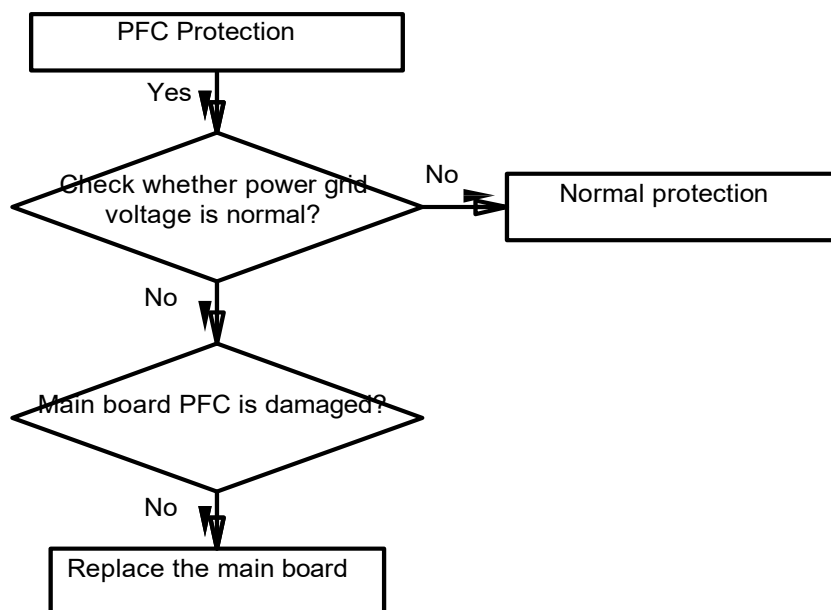 PFC Protection
Yes
Check whether power grid
voltage is normal?
No
Normal protection
No
Main board PFC is damaged?
No
Replace the main board